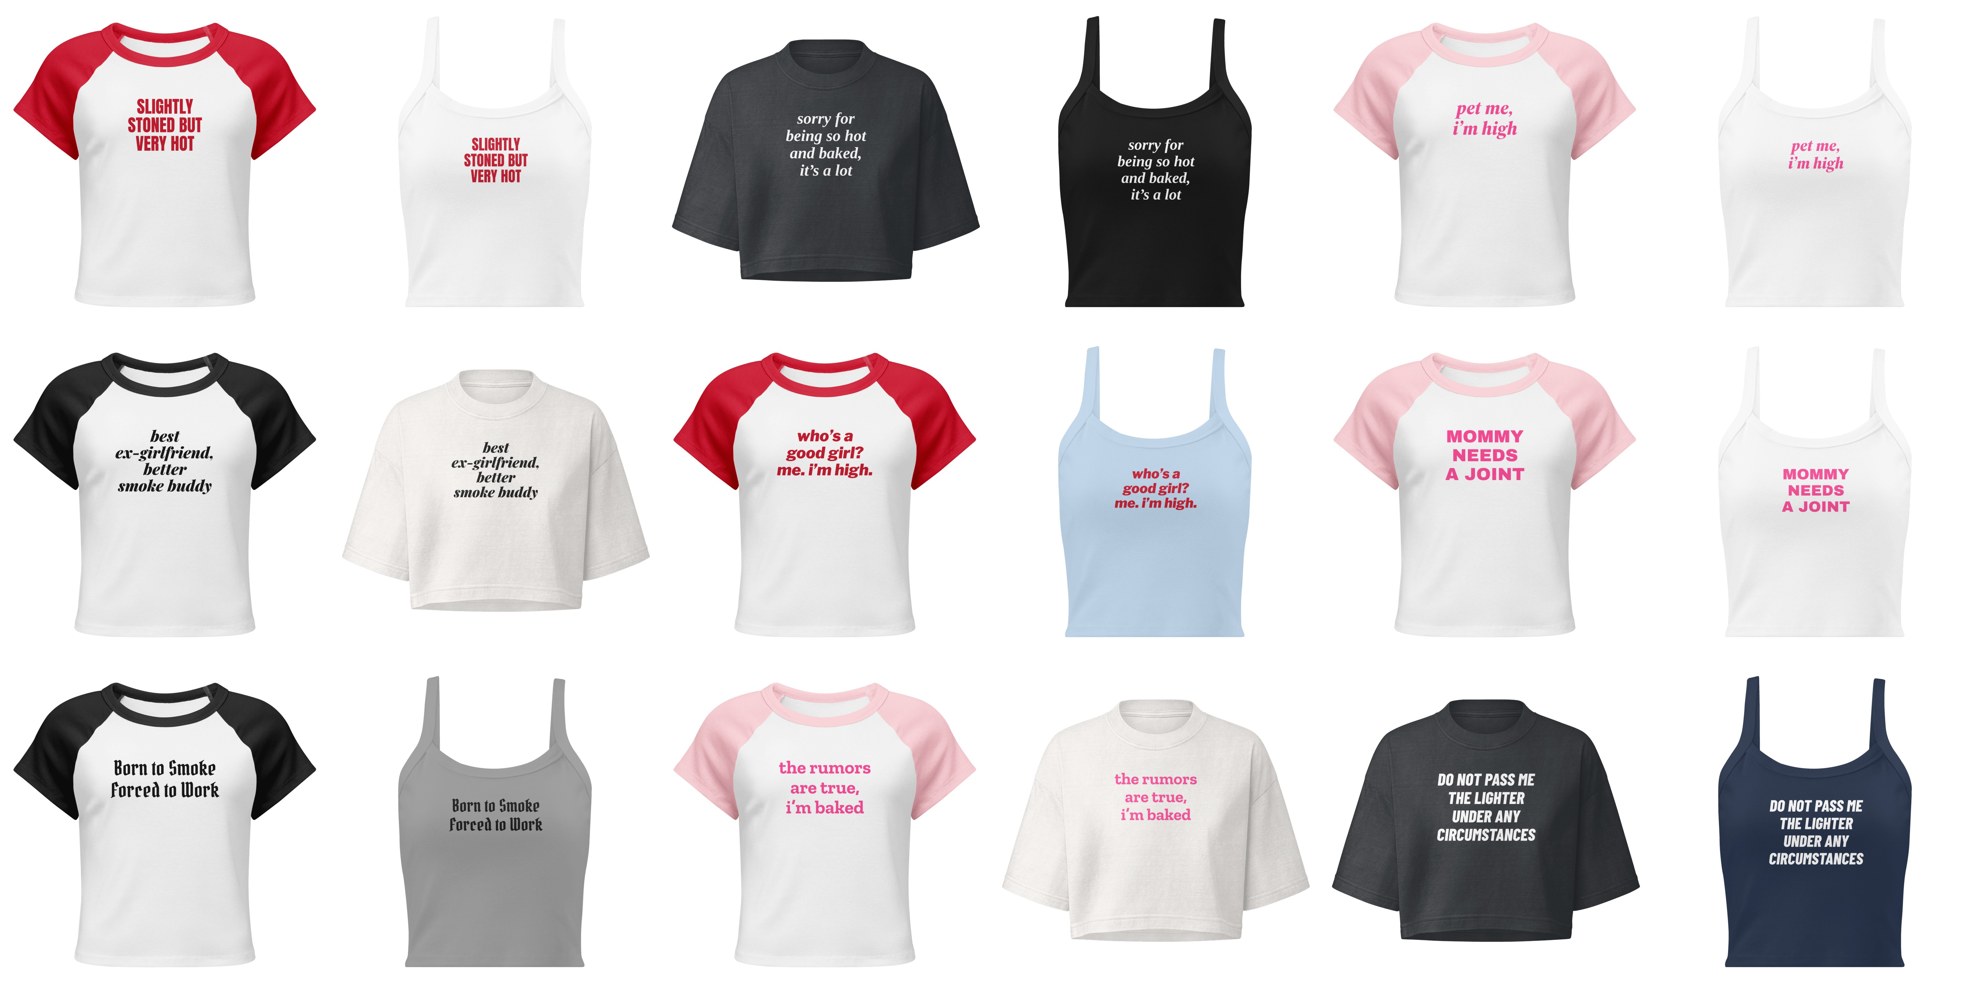 SLIGHTLY
STONED BUT
VERY HOT
SLIGHTLY
STONED BUT
VERY HOT
sorry for
being so hot
and baked,
it's a lot
sorry for
being so hot
and baked,
it's a lot
pet me,
i'm high
pet me,
i'm high
best
ex-girlfriend,
better
smoke buddy
best
ex-girlfriend,
better
smoke buddy
who's a
good girl?
me. i'm high.
who's a
good girl?
me. i'm high.
MOMMY
NEEDS
A JOINT
MOMMY
NEEDS
A JOINT
Born to Smoke
Forced to Work
Born to Smoke
Forced to Work
the rumors
are true,
i'm baked
the rumors
are true,
i'm baked
DO NOT PASS ME
THE LIGHTER
UNDER ANY
CIRCUMSTANCES
DO NOT PASS ME
THE LIGHTER
UNDER ANY
CIRCUMSTANCES